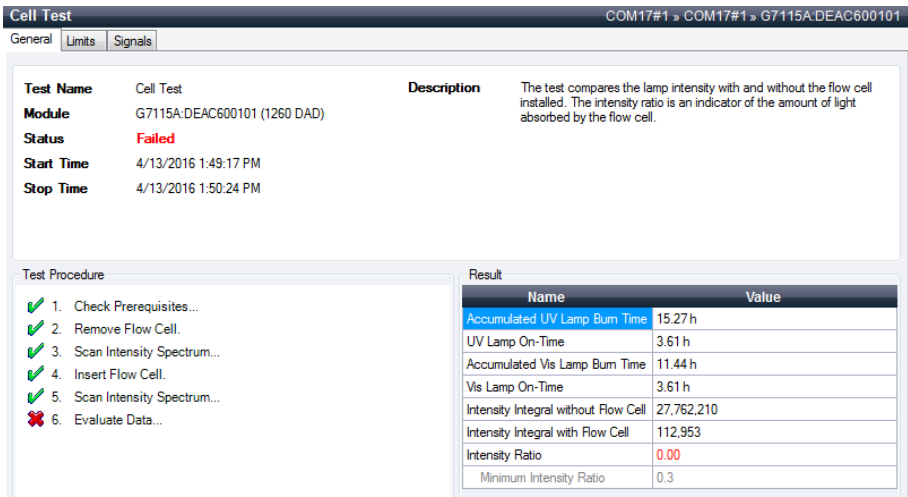 Cell Test COM17#1 » COM17#1 » G7115A:DEAC600101
General Limits Signals
Test Name Cell Test
Module G7115A:DEAC600101 (1260 DAD)
Status Failed
Start Time 4/13/2016 1:49:17 PM
Stop Time 4/13/2016 1:50:24 PM
Description The test compares the lamp intensity with and without the flow cell
installed. The intensity ratio is an indicator of the amount of light
absorbed by the flow cell.
Test Procedure
1. Check Prerequisites...
2. Remove Flow Cell.
3. Scan Intensity Spectrum...
4. Insert Flow Cell.
5. Scan Intensity Spectrum...
6. Evaluate Data...
Result
Name Value
Accumulated UV Lamp Burn Time 15.27 h
UV Lamp On-Time 3.61 h
Accumulated Vis Lamp Burn Time 11.44 h
Vis Lamp On-Time 3.61 h
Intensity Integral without Flow Cell 27,762,210
Intensity Integral with Flow Cell 112,953
Intensity Ratio 0.00
Minimum Intensity Ratio 0.3